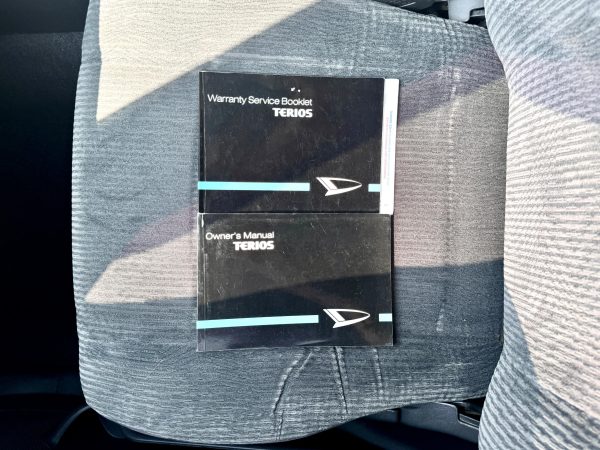 Warranty Service Booklet
TERIOS
Owner's Manual
TERIOS